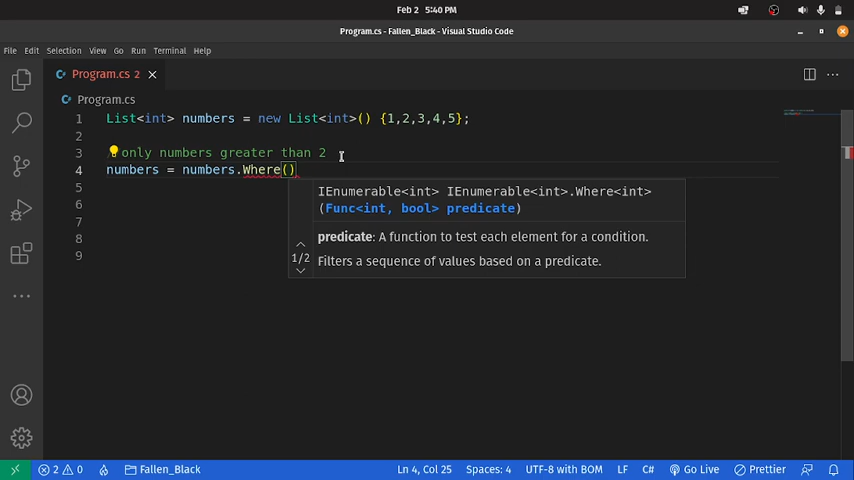 Feb 2 5:40 PM
Program.cs - Fallen_Black - Visual Studio Code
File Edit Selection View Go Run Terminal Help
Program.cs 2
Program.cs
1 List<int> numbers = new List<int>() {1,2,3,4,5};
2
3 only numbers greater than 2
4 numbers = numbers.Where()
5 IEnumerable<int> IEnumerable<int>.Where<int>
6 (Func<int, bool> predicate)
7 predicate: A function to test each element for a condition.
8 1/2 Filters a sequence of values based on a predicate.
9
2 0 Fallen_Black Ln 4, Col 25 Spaces: 4 UTF-8 with BOM LF C# Go Live Prettier